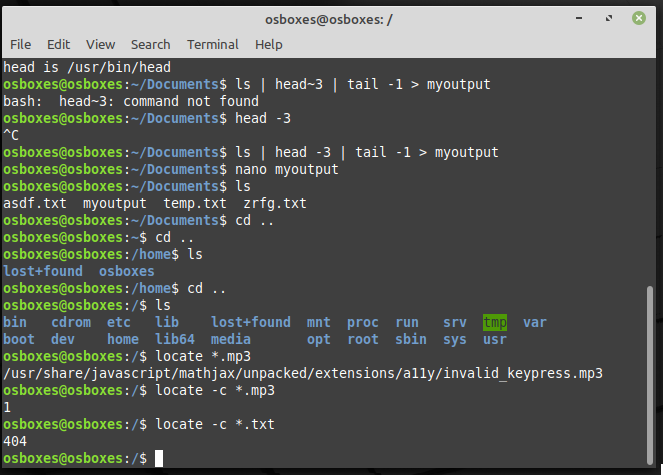 osboxes@osboxes: /
File Edit View Search Terminal Help
head is /usr/bin/head
osboxes@osboxes:~/Documents$ ls | head~3 | tail -1 > myoutput
bash:  head~3: command not found
osboxes@osboxes:~/Documents$ head -3
^C
osboxes@osboxes:~/Documents$ ls | head -3 | tail -1 > myoutput
osboxes@osboxes:~/Documents$ nano myoutput
osboxes@osboxes:~/Documents$ ls
asdf.txt  myoutput  temp.txt  zrfg.txt
osboxes@osboxes:~/Documents$ cd ..
osboxes@osboxes:~$ cd ..
osboxes@osboxes:/home$ ls
lost+found  osboxes
osboxes@osboxes:/home$ cd ..
osboxes@osboxes:/$ ls
bin   cdrom  etc   lib    lost+found  mnt  proc  run   srv  tmp  var
boot  dev    home  lib64  media       opt  root  sbin  sys  usr
osboxes@osboxes:/$ locate *.mp3
/usr/share/javascript/mathjax/unpacked/extensions/a11y/invalid_keypress.mp3
osboxes@osboxes:/$ locate -c *.mp3
1
osboxes@osboxes:/$ locate -c *.txt
404
osboxes@osboxes:/$